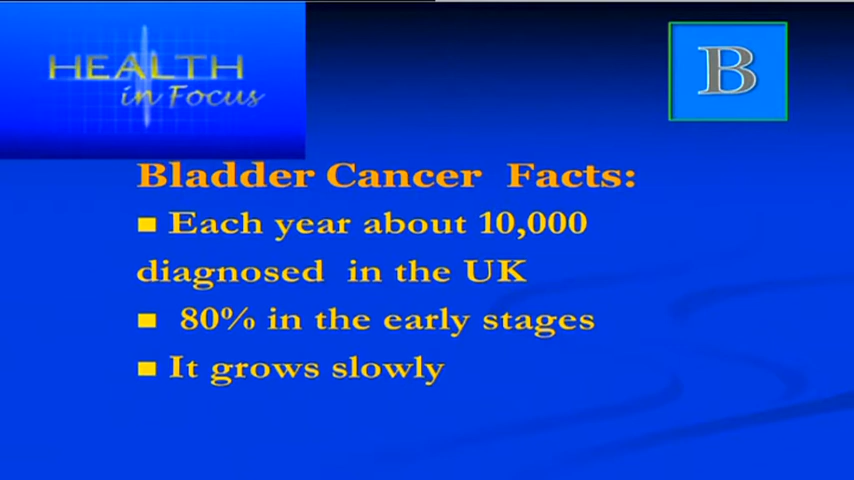 HEALTH
in Focus
B
Bladder Cancer Facts:
Each year about 10,000
diagnosed in the UK
80% in the early stages
It grows slowly